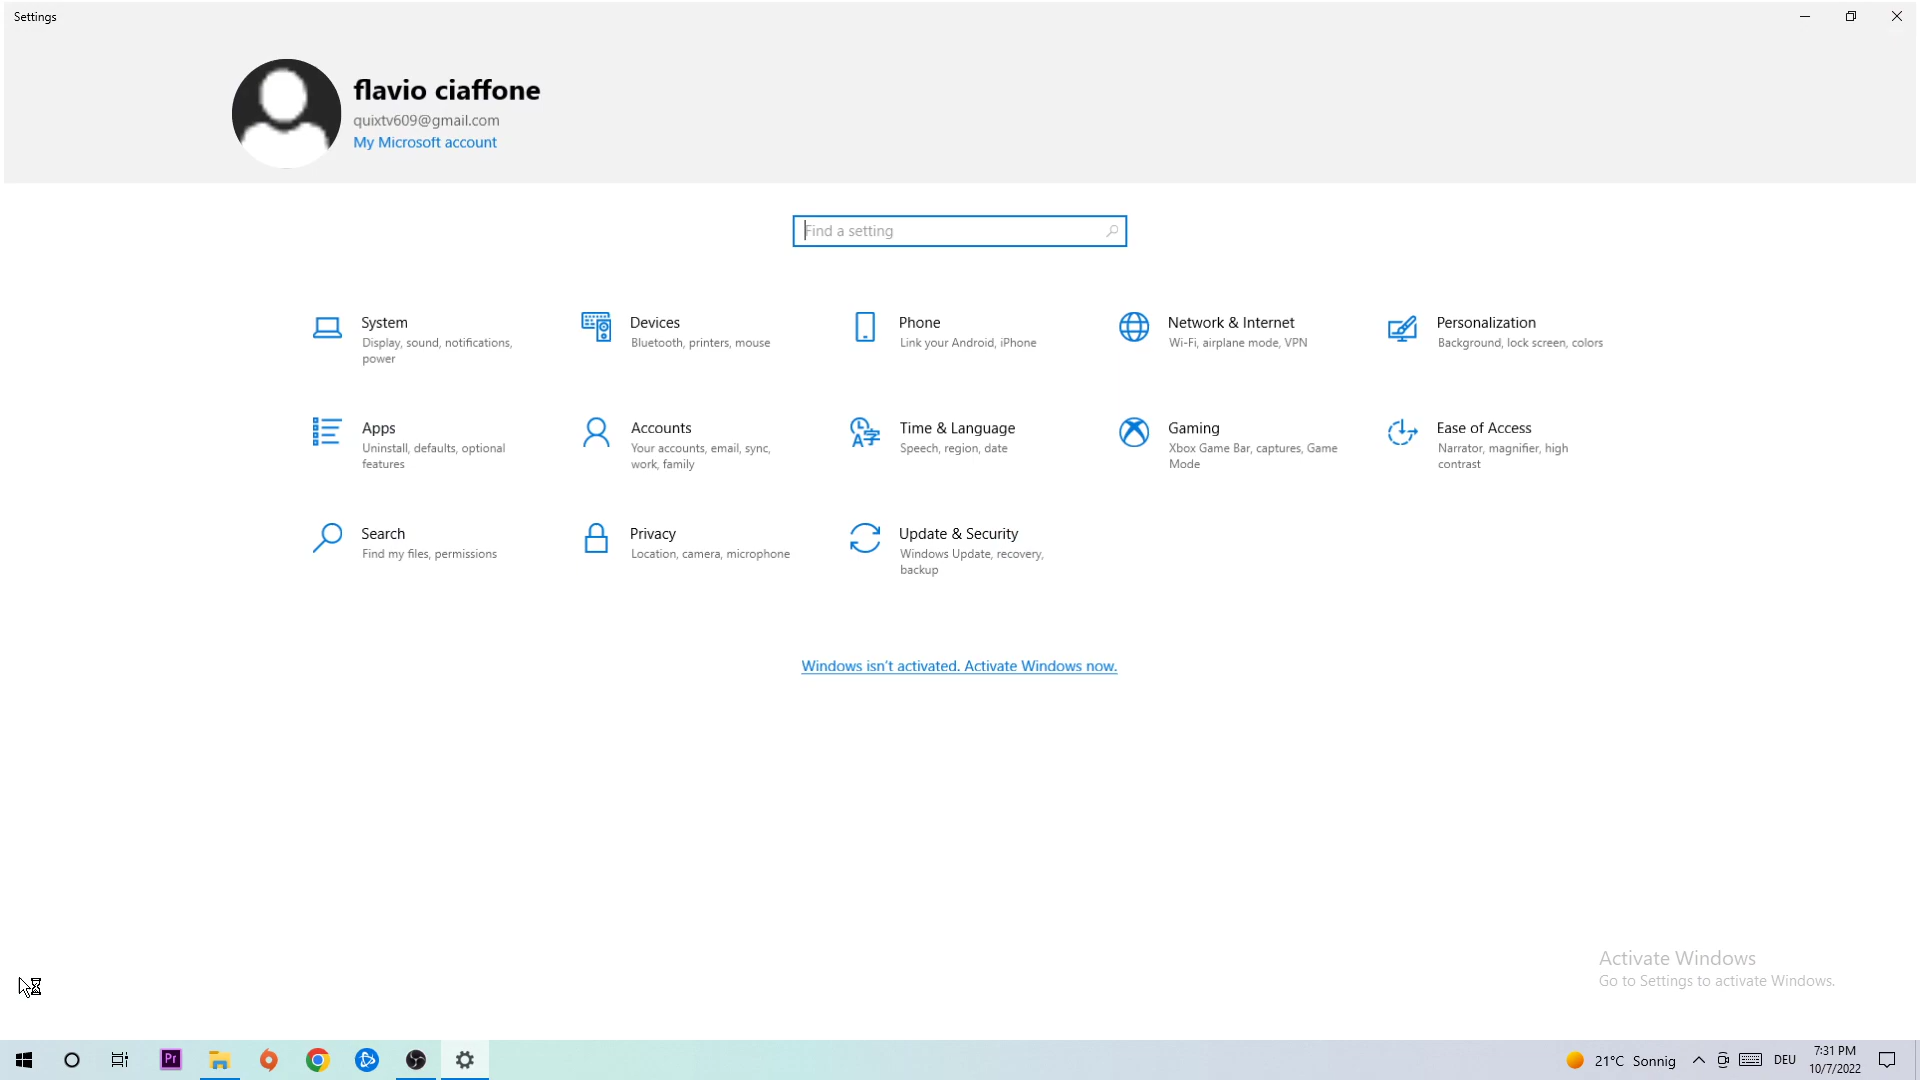 Settings
flavio ciaffone
quixtv609@gmail.com
My Microsoft account
Find a setting
System
Display, sound, notifications,
power
Devices
Bluetooth, printers, mouse
Phone
Link your Android, iPhone
Network & Internet
Wi-Fi, airplane mode, VPN
Personalization
Background, lock screen, colors
Apps
Uninstall, defaults, optional
features
Accounts
Your accounts, email, sync,
work, family
Time & Language
Speech, region, date
Gaming
Xbox Game Bar, captures, Game
Mode
Ease of Access
Narrator, magnifier, high
contrast
Search
Find my files, permissions
Privacy
Location, camera, microphone
Update & Security
Windows Update, recovery,
backup
Windows isn't activated. Activate Windows now.
Activate Windows
Go to Settings to activate Windows.
Pr
21°C Sonnig
DEU
7:31 PM
10/7/2022